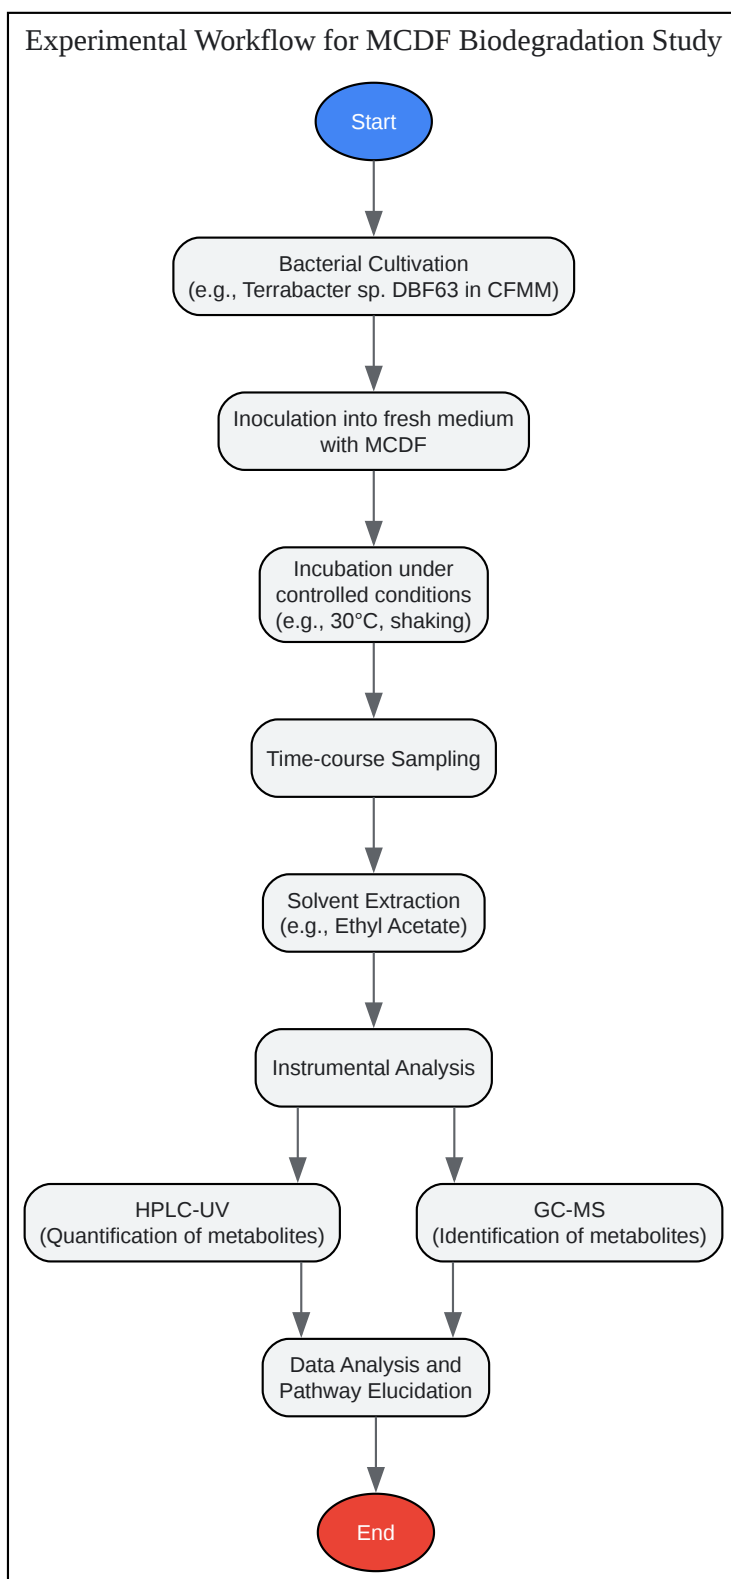 Experimental Workflow for MCDF Biodegradation Study
Start
Bacterial Cultivation
(e.g., Terrabacter sp. DBF63 in CFMM)
Inoculation into fresh medium
with MCDF
Incubation under
controlled conditions
(e.g., 30°C, shaking)
Time-course Sampling
Solvent Extraction
(e.g., Ethyl Acetate)
Instrumental Analysis
HPLC-UV
(Quantification of metabolites)
GC-MS
(Identification of metabolites)
Data Analysis and
Pathway Elucidation
End